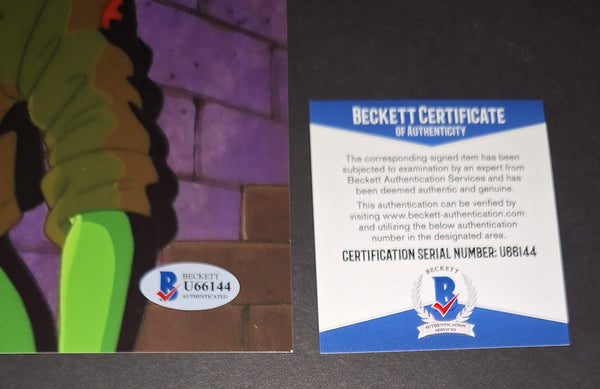 BECKETT
U66144
AUTHENTICATED
BECKETT CERTIFICATE
OF AUTHENTICITY
The corresponding signed item has been
subjected to examination by an expert from
Beckett Authentication Services and has
been deemed authentic and genuine.
This authentication can be verified by
visiting www.beckett-authentication.com
and utilizing the below authentication
number in the designated area.
CERTIFICATION SERIAL NUMBER: U66144
BECKETT
B
AUTHENTICATION
SERVICES